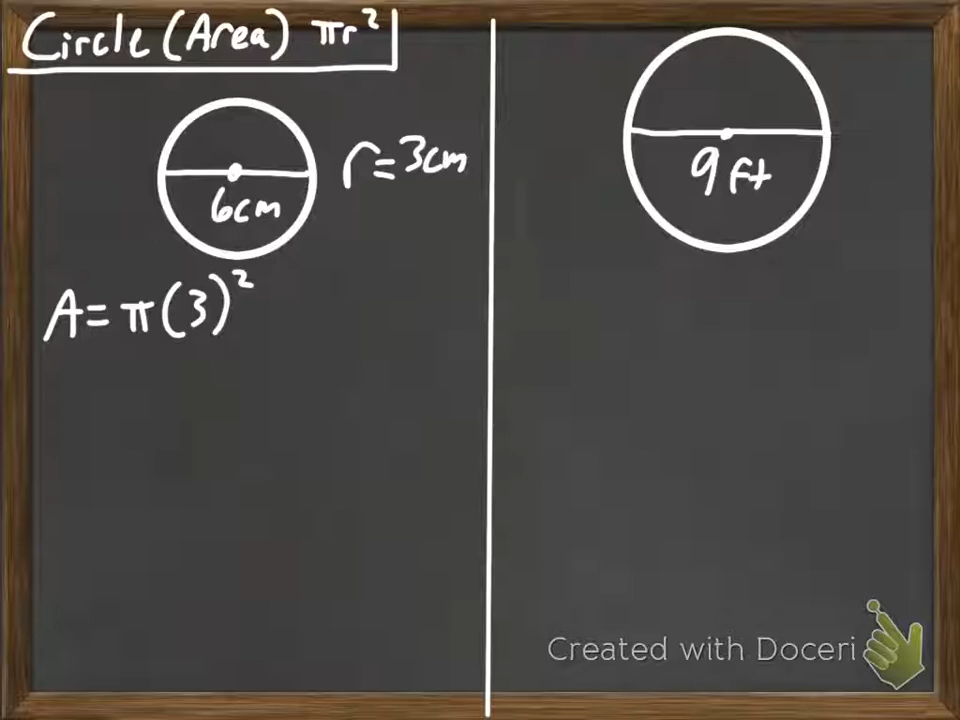 Circle (Area) πr²
6cm
r=3cm
A=π(3)²
9ft
Created with Doceri